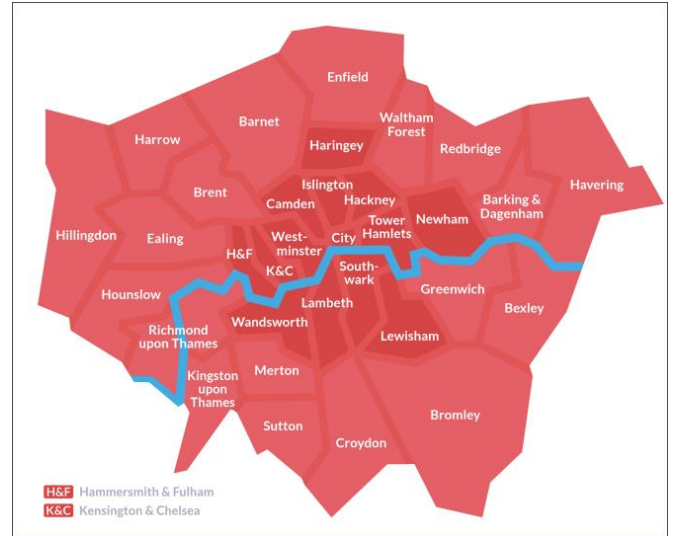 Enfield
Barnet
Waltham
Forest
Harrow
Haringey
Redbridge
Islington
Havering
Brent
Camden
Hackney
Barking &
Dagenham
Hillingdon
Ealing
West-
minster
City
Tower
Hamlets
Newham
H&F
K&C
South-
wark
Hounslow
Greenwich
Lambeth
Bexley
Richmond
upon Thames
Wandsworth
Lewisham
Kingston
upon
Thames
Merton
Bromley
Sutton
Croydon
H&F Hammersmith & Fulham
K&C Kensington & Chelsea